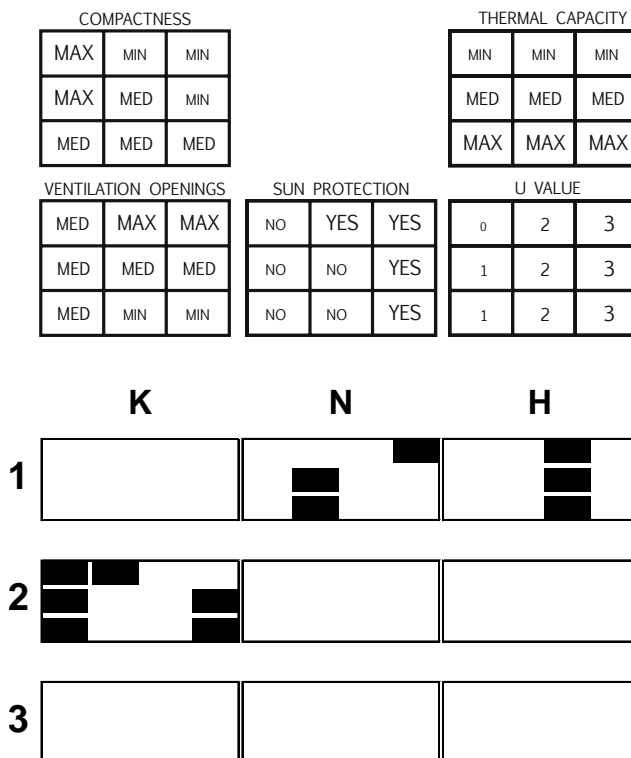 COMPACTNESS THERMAL CAPACITY
MAX MIN MIN MIN MIN MIN
MAX MED MIN MED MED MED
MED MED MED MAX MAX MAX
VENTILATION OPENINGS SUN PROTECTION U VALUE
MED MAX MAX NO YES YES 0 2 3
MED MED MED NO NO YES 1 2 3
MED MIN MIN NO NO YES 1 2 3
K N H
1
2
3